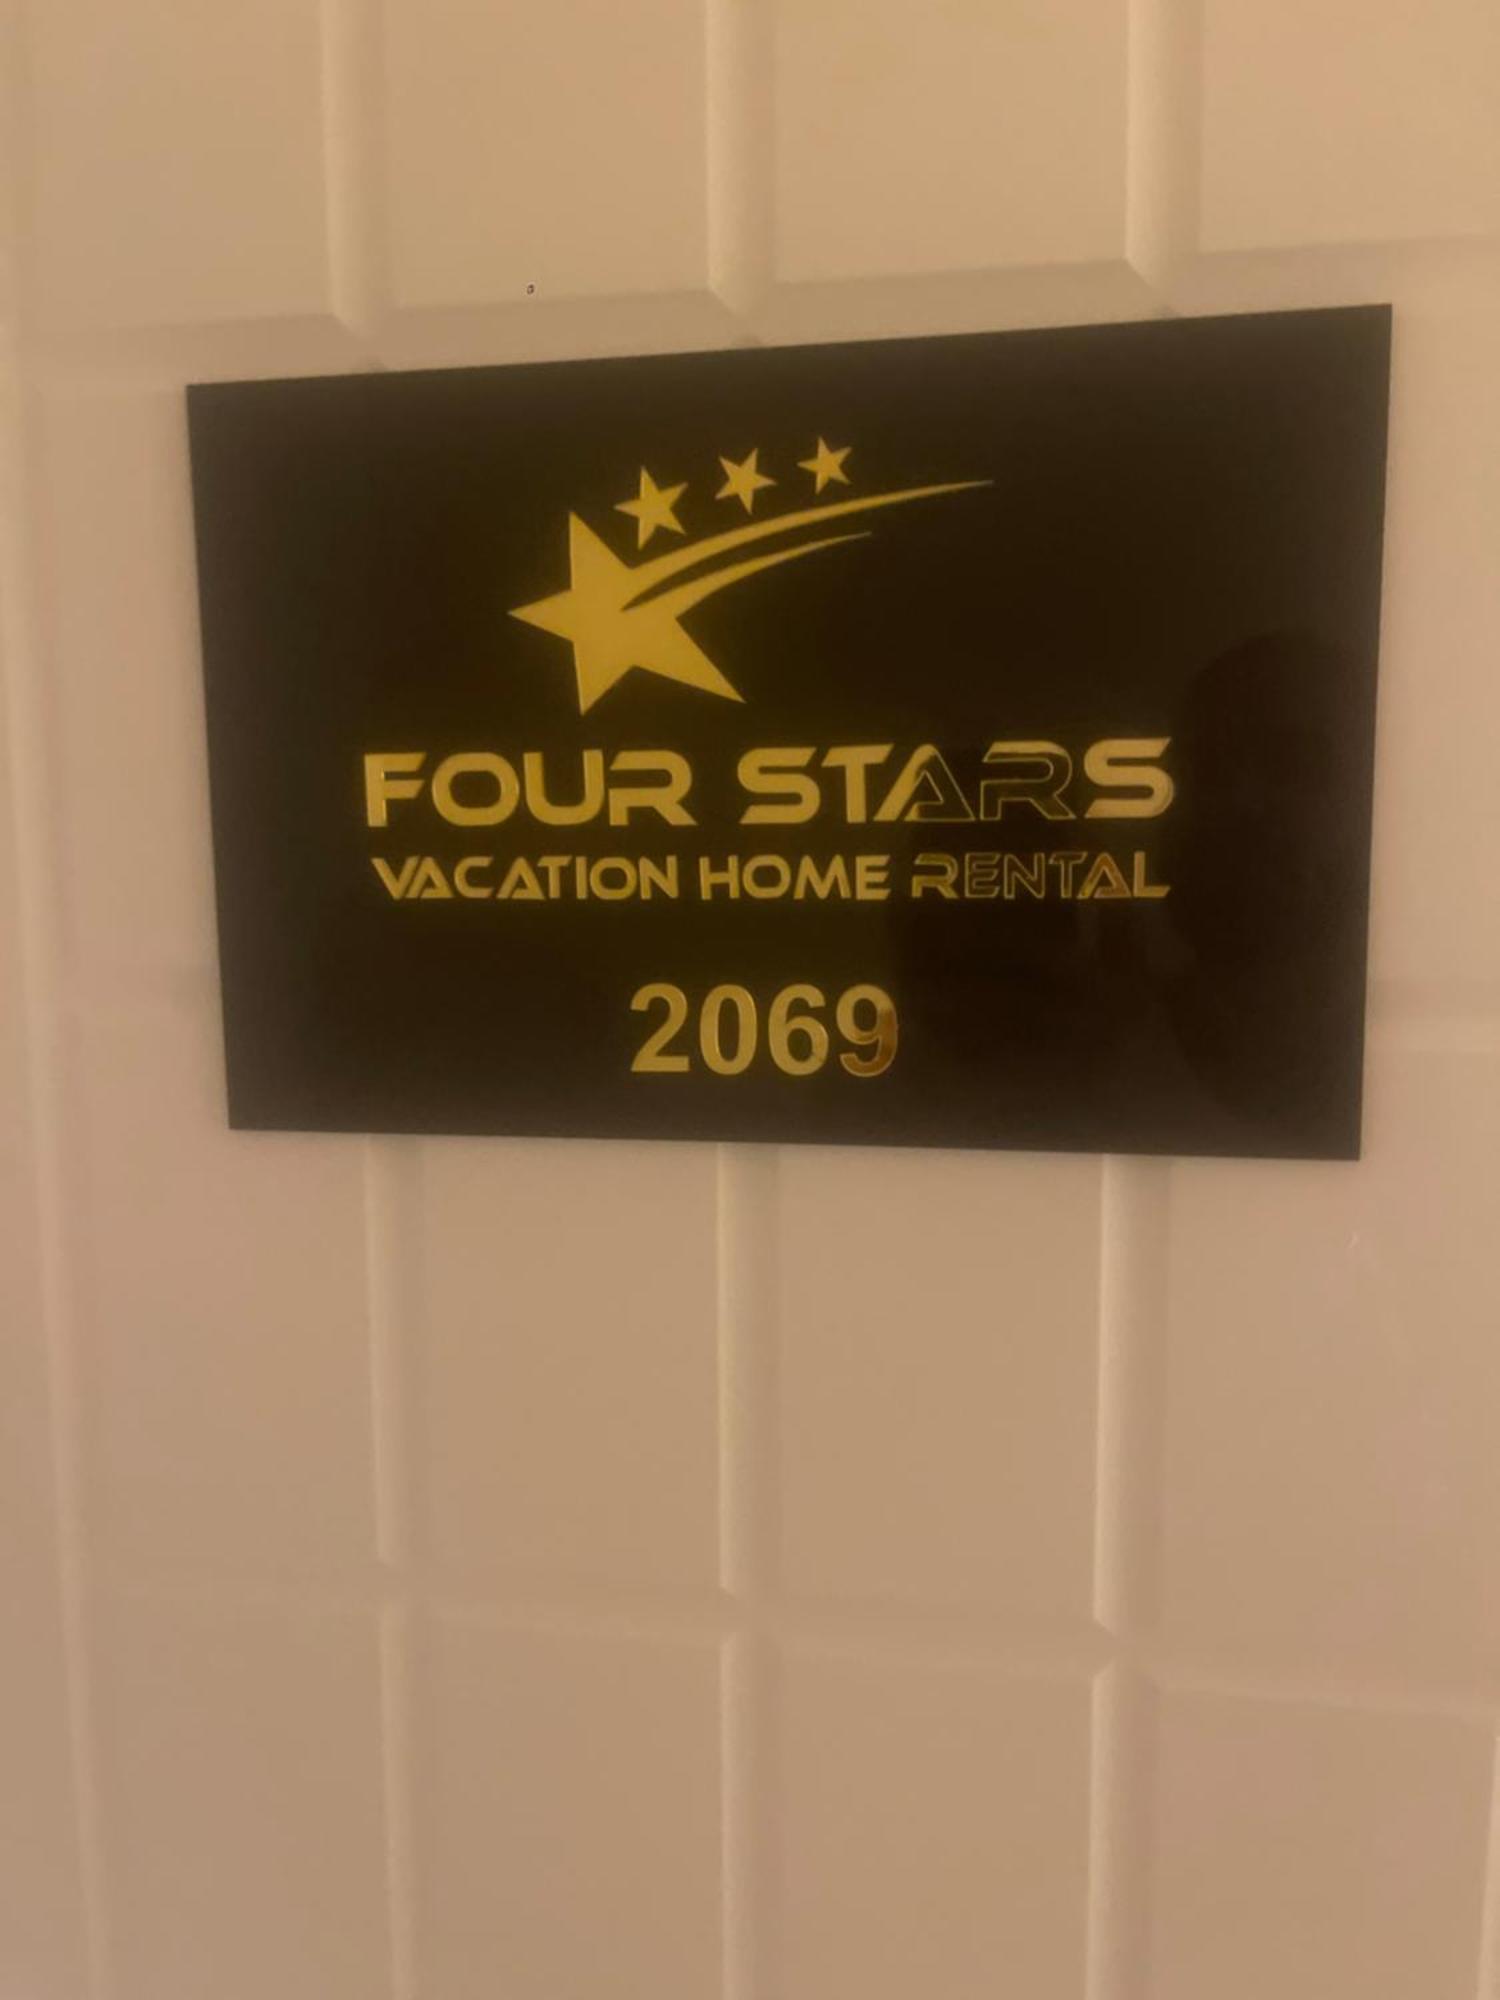 FOUR STARS
VACATION HOME RENTAL
2069